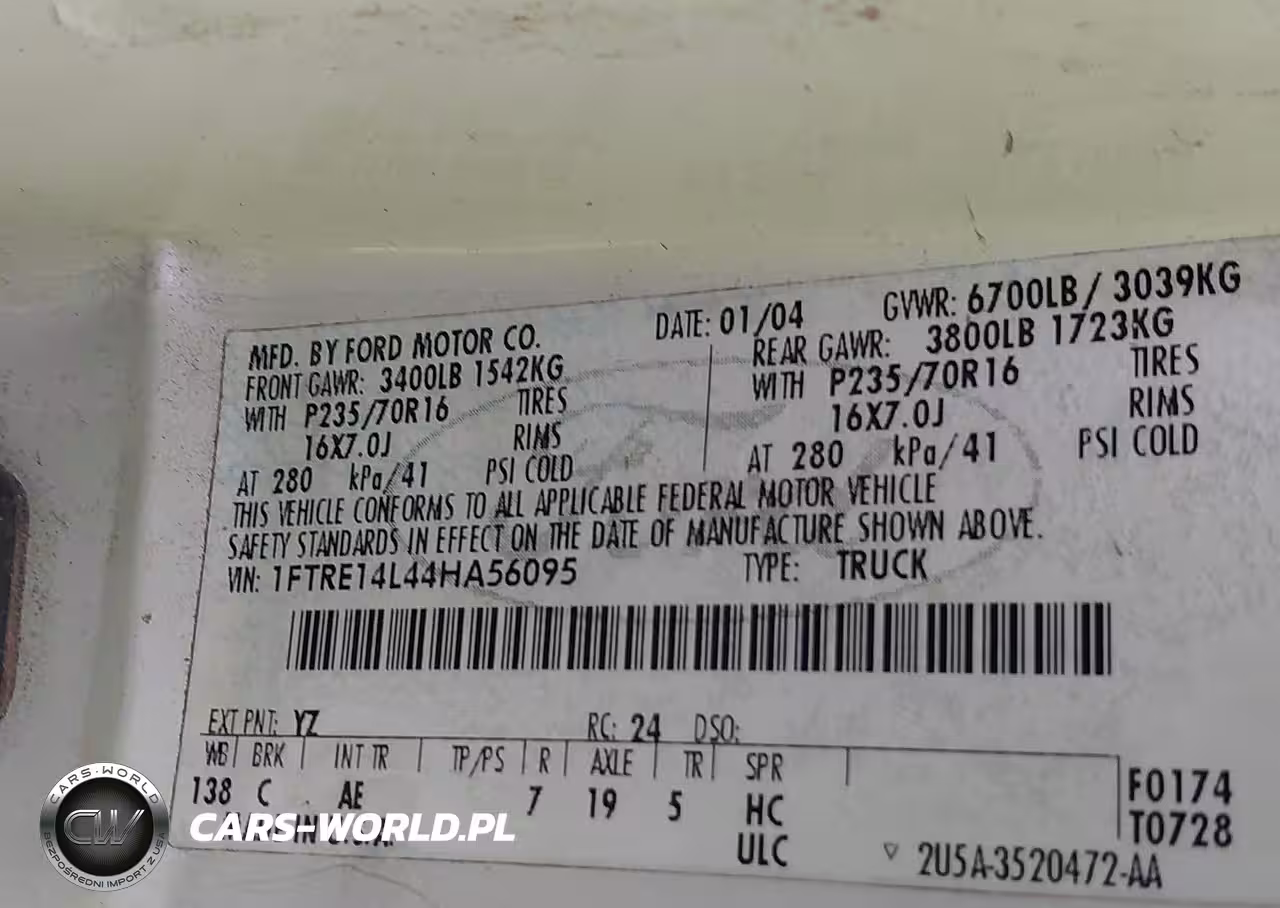 MFD. BY FORD MOTOR CO. DATE: 01/04 GVWR: 6700LB / 3039KG
FRONT GAWR: 3400LB 1542KG REAR GAWR: 3800LB 1723KG
WITH P235/70R16 TIRES WITH P235/70R16 TIRES
16X7.0J RIMS 16X7.0J RIMS
AT 280 kPa/41 PSI COLD AT 280 kPa/41 PSI COLD
THIS VEHICLE CONFORMS TO ALL APPLICABLE FEDERAL MOTOR VEHICLE
SAFETY STANDARDS IN EFFECT ON THE DATE OF MANUFACTURE SHOWN ABOVE.
VIN: 1FTRE14L44HA56095 TYPE: TRUCK
EXT PNT: YZ RC: 24 DSO:
WB BRK INT TR TP/PS R AXLE TR SPR
138 C AE 7 19 5 HC F0174
ULC T0728
▽ 2U5A-3520472-AA
CARS-WORLD
CW
BEZPOŚREDNI IMPORT Z USA
CARS-WORLD.PL